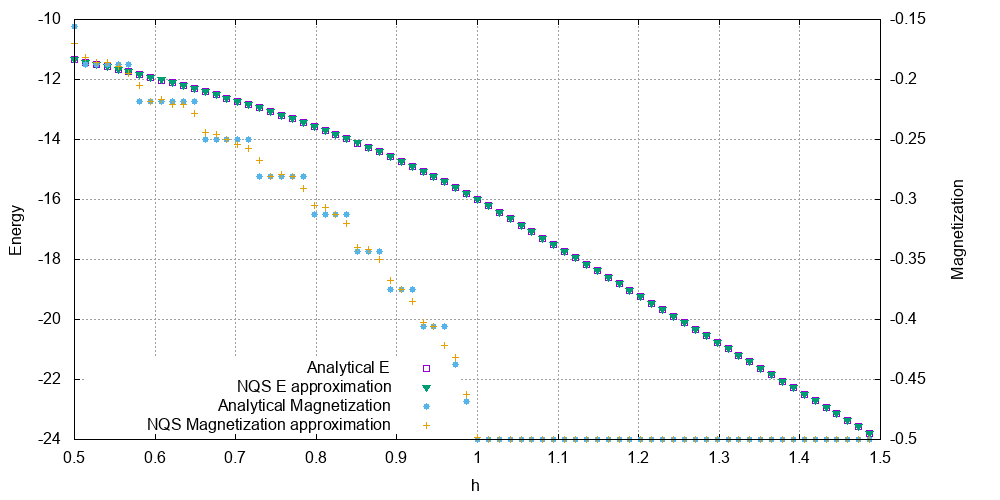 -10 -0.15
-12 -0.2
-14 -0.25
-16 -0.3
-18 -0.35
-20 -0.4
-22 -0.45
-24 -0.5
Energy
Magnetization
Analytical E
NQS E approximation
Analytical Magnetization
NQS Magnetization approximation
0.5 0.6 0.7 0.8 0.9 1 1.1 1.2 1.3 1.4 1.5
h